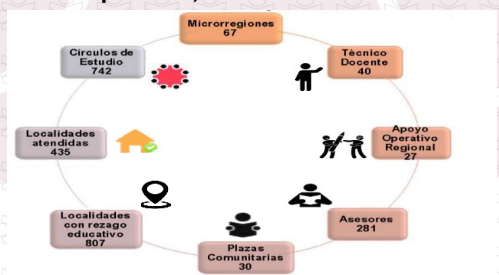 Microrregiones
67
Técnico
Docente
40
Apoyo
Operativo
Regional
27
Asesores
281
Plazas
Comunitarias
30
Localidades
con rezago
educativo
807
Localidades
atendidas
435
Círculos de
Estudio
742